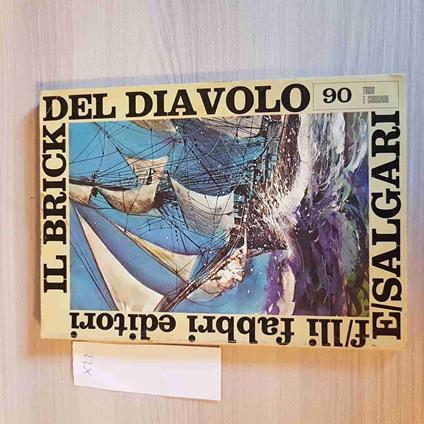 IL BRICK
DEL DIAVOLO
90
TIGRI
E CORSARI
E/SALGARI
f/lli fabbri editori
X23